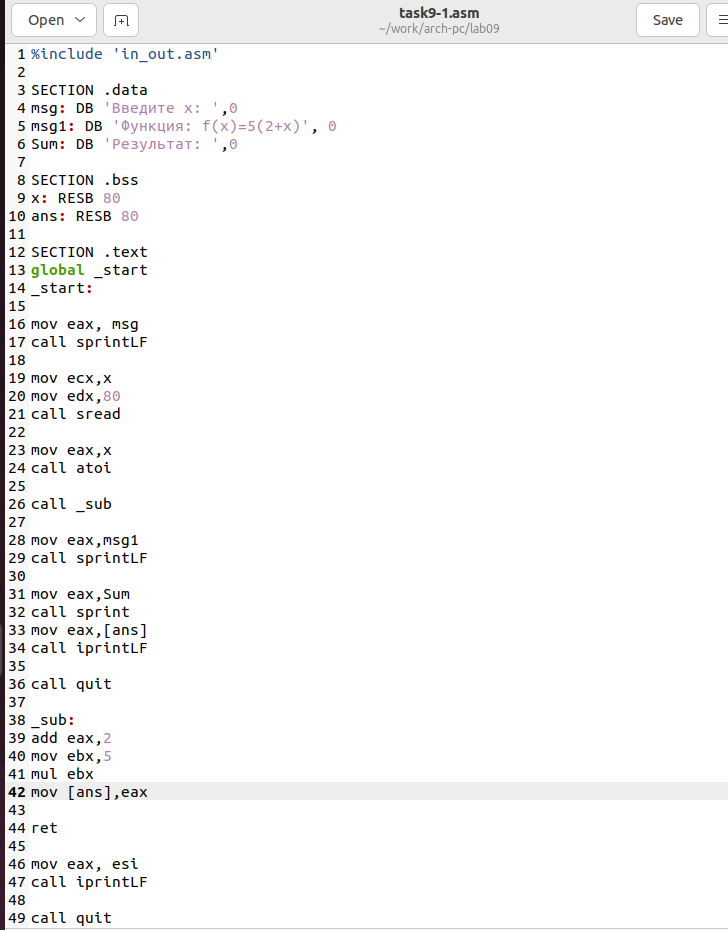 Open
task9-1.asm
~/work/arch-pc/lab09
Save
1 %include 'in_out.asm'
2
3 SECTION .data
4 msg: DB 'Введите x: ',0
5 msg1: DB 'Функция: f(x)=5(2+x)', 0
6 Sum: DB 'Результат: ',0
7
8 SECTION .bss
9 x: RESB 80
10 ans: RESB 80
11
12 SECTION .text
13 global _start
14 _start:
15
16 mov eax, msg
17 call sprintLF
18
19 mov ecx,x
20 mov edx,80
21 call sread
22
23 mov eax,x
24 call atoi
25
26 call _sub
27
28 mov eax,msg1
29 call sprintLF
30
31 mov eax,Sum
32 call sprint
33 mov eax,[ans]
34 call iprintLF
35
36 call quit
37
38 _sub:
39 add eax,2
40 mov ebx,5
41 mul ebx
42 mov [ans],eax
43
44 ret
45
46 mov eax, esi
47 call iprintLF
48
49 call quit